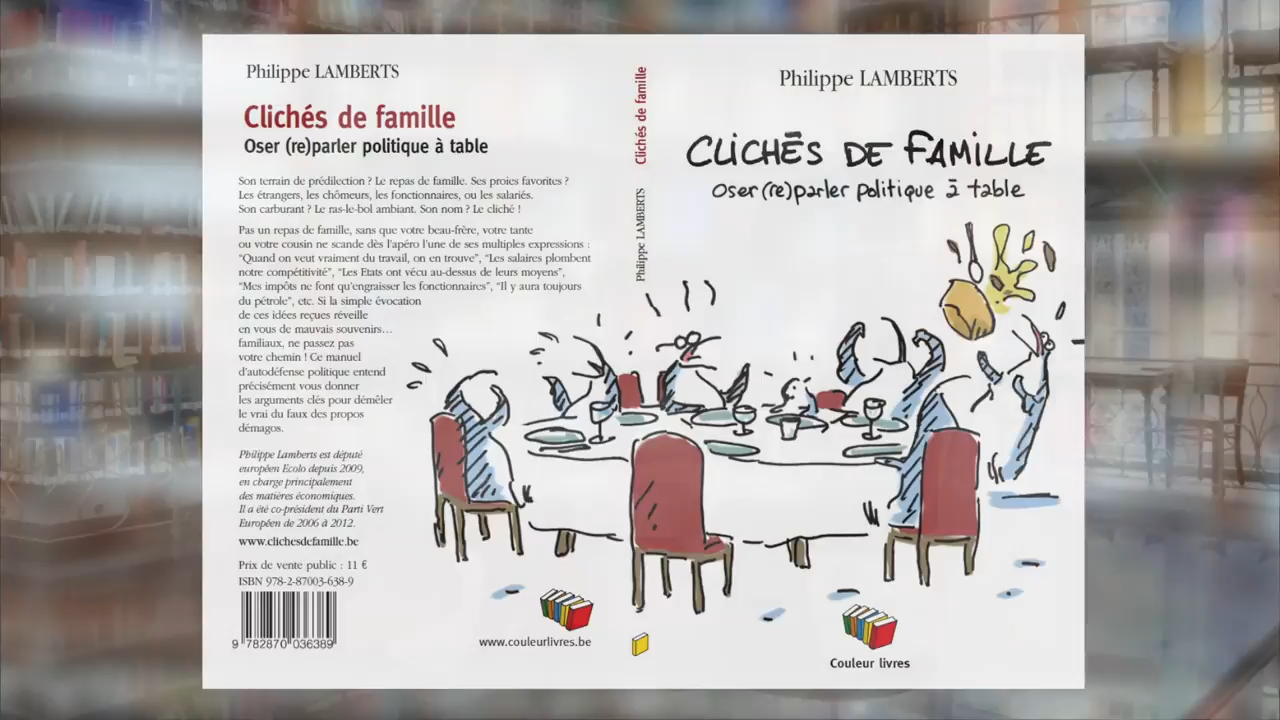 Philippe LAMBERTS
Clichés de famille
Oser (re)parler politique à table
Son terrain de prédilection ? Le repas de famille. Ses proies favorites ?
Les étrangers, les chômeurs, les fonctionnaires, ou les salariés.
Son carburant ? Le ras-le-bol ambiant. Son nom ? Le cliché !
Pas un repas de famille, sans que votre beau-frère, votre tante
ou votre cousin ne scande dès l'apéro l'une de ses multiples expressions :
"Quand on veut vraiment du travail, on en trouve", "Les salaires plombent
notre compétitivité", "Les Etats ont vécu au-dessus de leurs moyens",
"Mes impôts ne font qu'engraisser les fonctionnaires", "Il y aura toujours
du pétrole", etc. Si la simple évocation
de ces idées reçues réveille
en vous de mauvais souvenirs…
familiaux, ne passez pas
votre chemin ! Ce manuel
d'autodéfense politique entend
précisément vous donner
les arguments clés pour démêler
le vrai du faux des propos
démagos.
Philippe Lamberts est député
européen Ecolo depuis 2009,
en charge principalement
des matières économiques.
Il a été co-président du Parti Vert
Européen de 2006 à 2012.
www.clichesdefamille.be
Prix de vente public : 11 €
ISBN 978-2-87003-638-9
9 782870 036389
www.couleurlivres.be
Clichés de famille
Philippe LAMBERTS
Philippe LAMBERTS
CLICHÉS DE FAMILLE
Oser (re)parler politique à table
Couleur livres